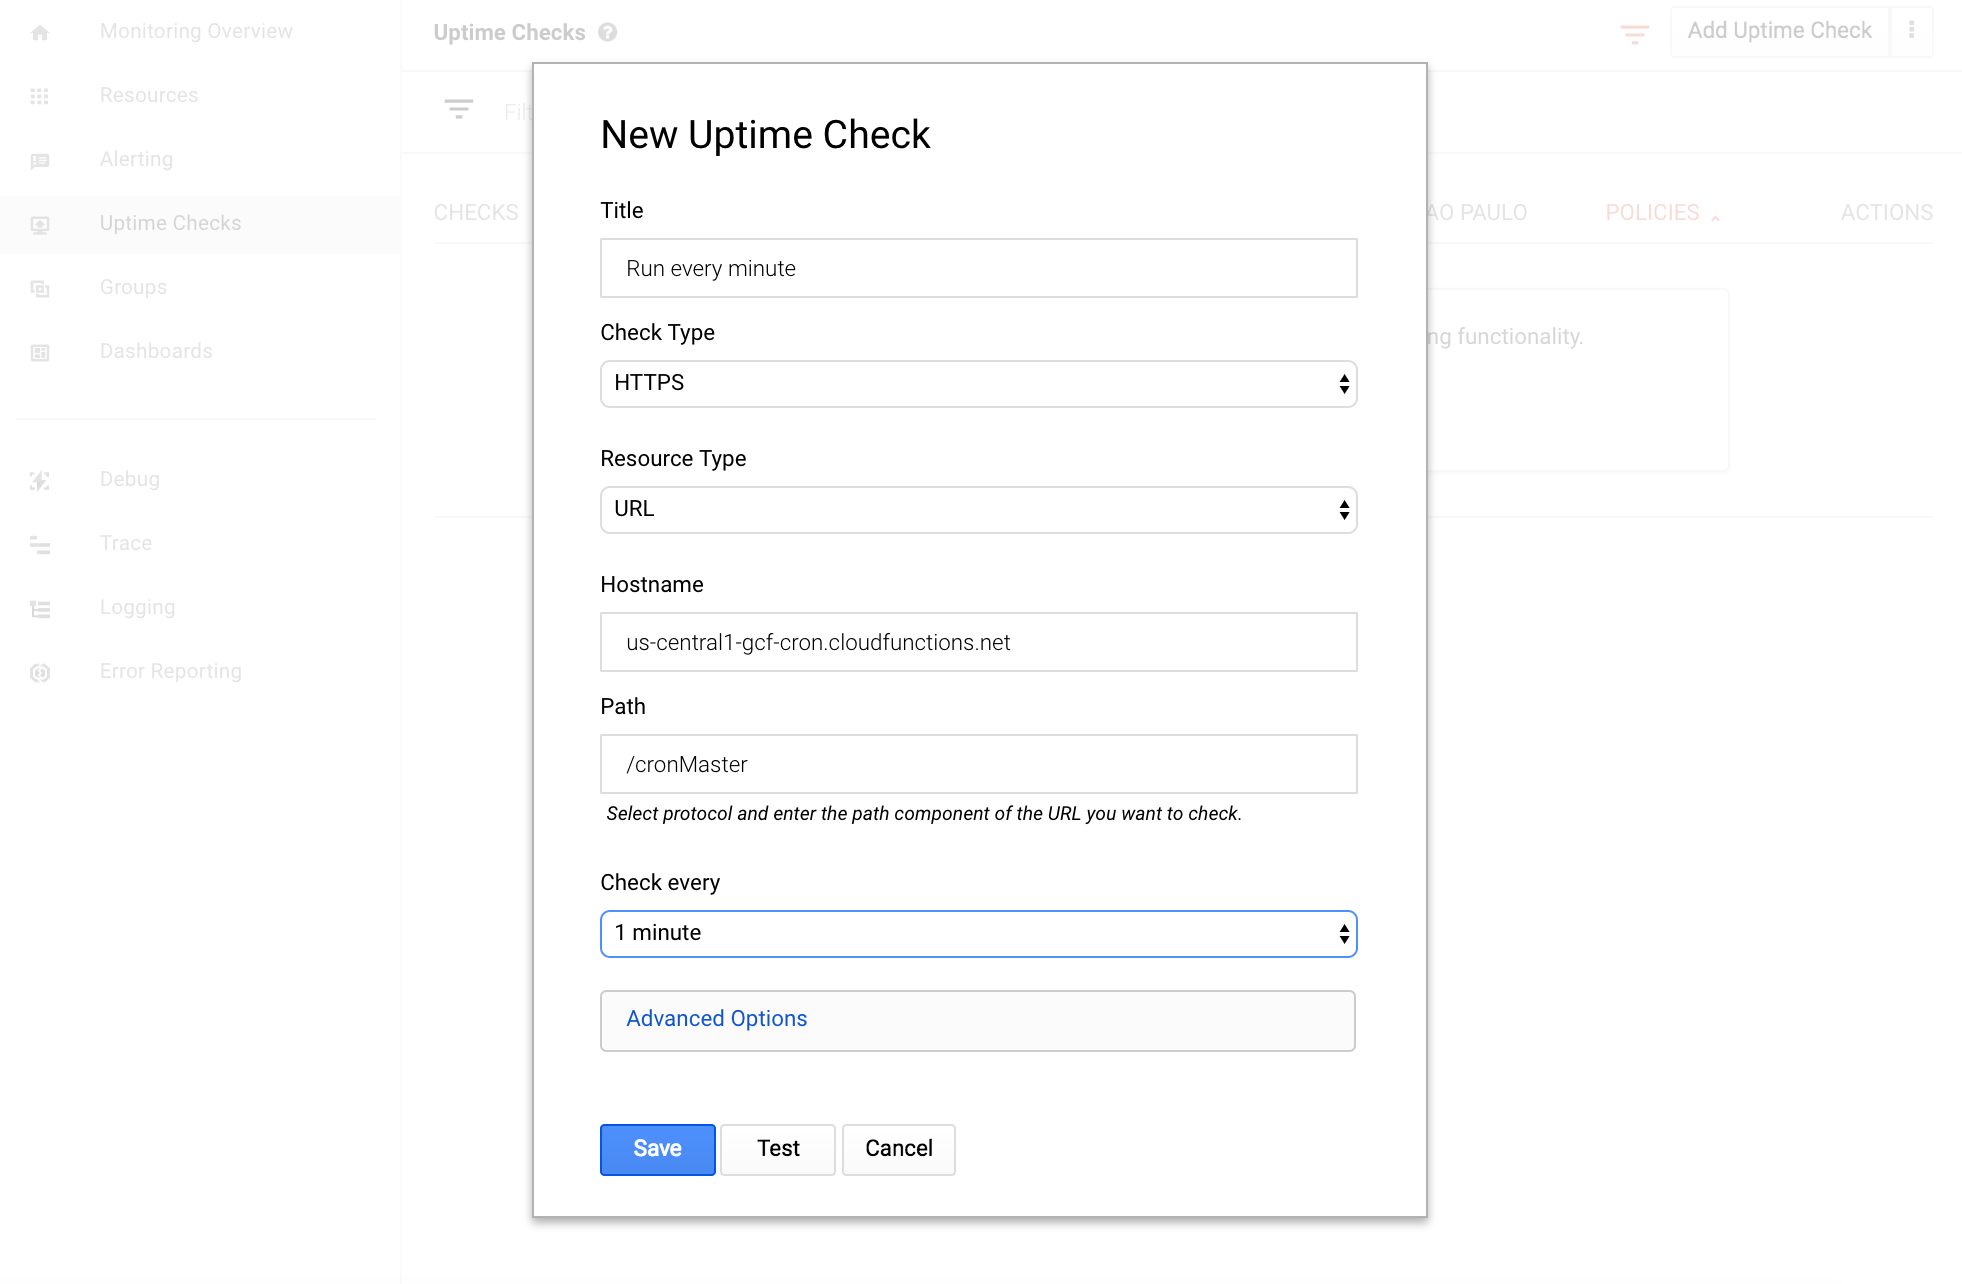 Monitoring Overview
Resources
Alerting
Uptime Checks
Groups
Dashboards
Debug
Trace
Logging
Error Reporting
Uptime Checks
Add Uptime Check
CHECKS
PAULO
POLICIES
ACTIONS
functionality.
New Uptime Check
Title
Run every minute
Check Type
HTTPS
Resource Type
URL
Hostname
us-central1-gcf-cron.cloudfunctions.net
Path
/cronMaster
Select protocol and enter the path component of the URL you want to check.
Check every
1 minute
Advanced Options
Save
Test
Cancel